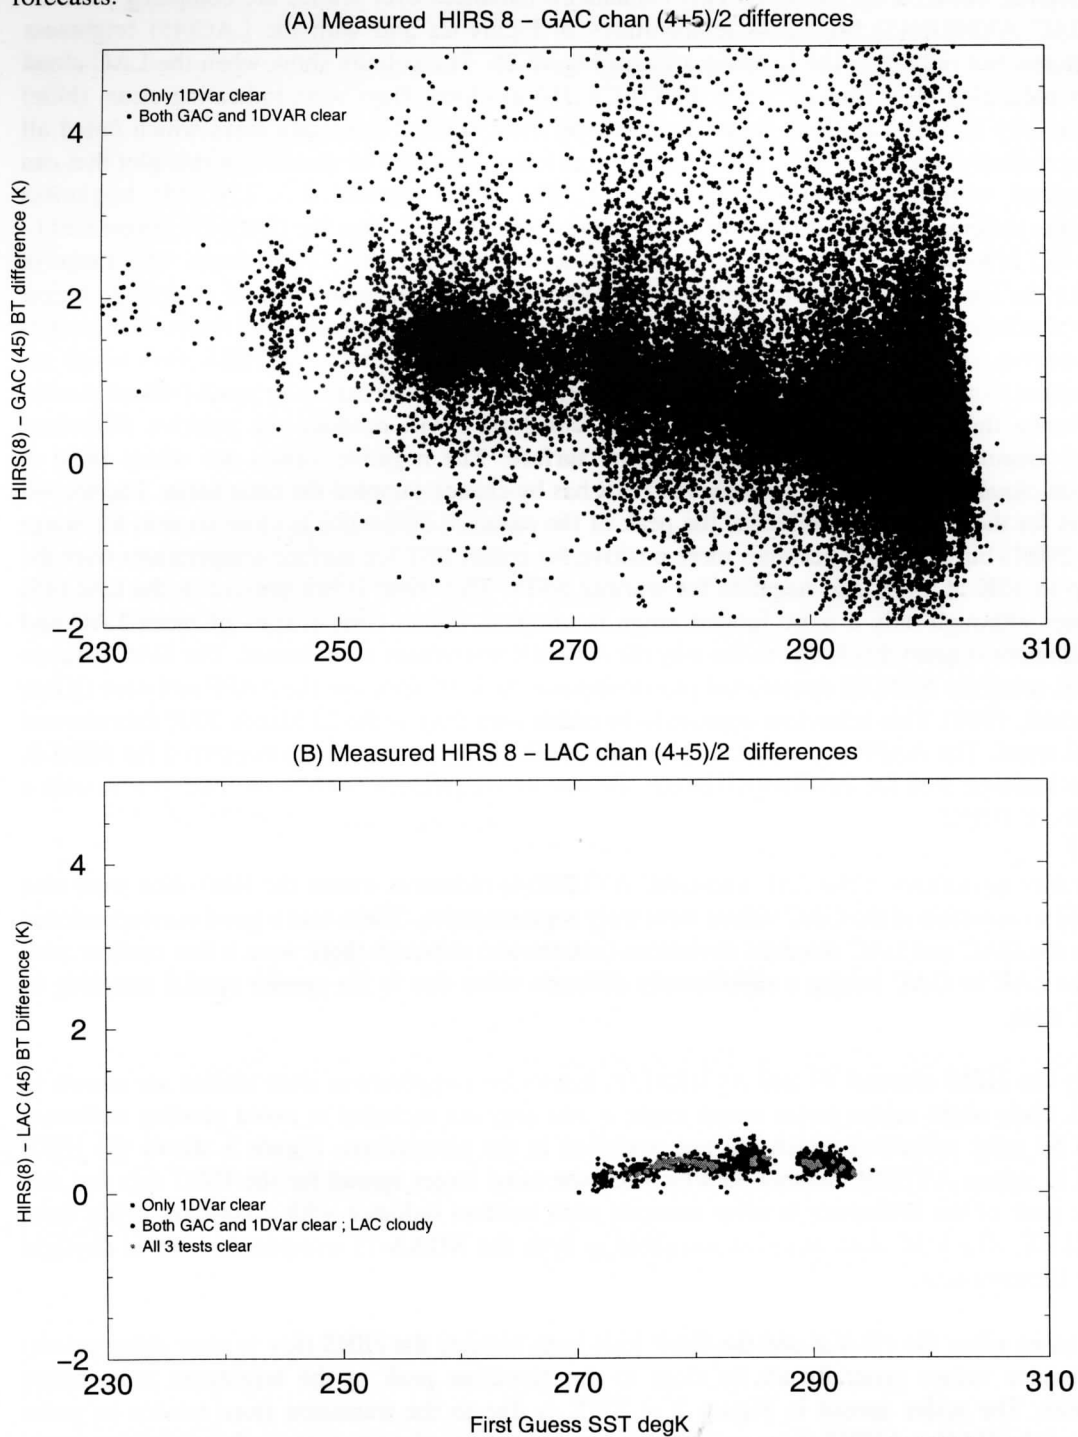 forecasts.
(A) Measured HIRS 8 – GAC chan (4+5)/2 differences
• Only 1DVar clear
• Both GAC and 1DVAR clear
HIRS(8) – GAC (45) BT difference (K)
4
2
0
–2
230 250 270 290 310
(B) Measured HIRS 8 – LAC chan (4+5)/2 differences
HIRS(8) – LAC (45) BT Difference (K)
4
2
0
–2
• Only 1DVar clear
• Both GAC and 1DVar clear ; LAC cloudy
• All 3 tests clear
230 250 270 290 310
First Guess SST degK